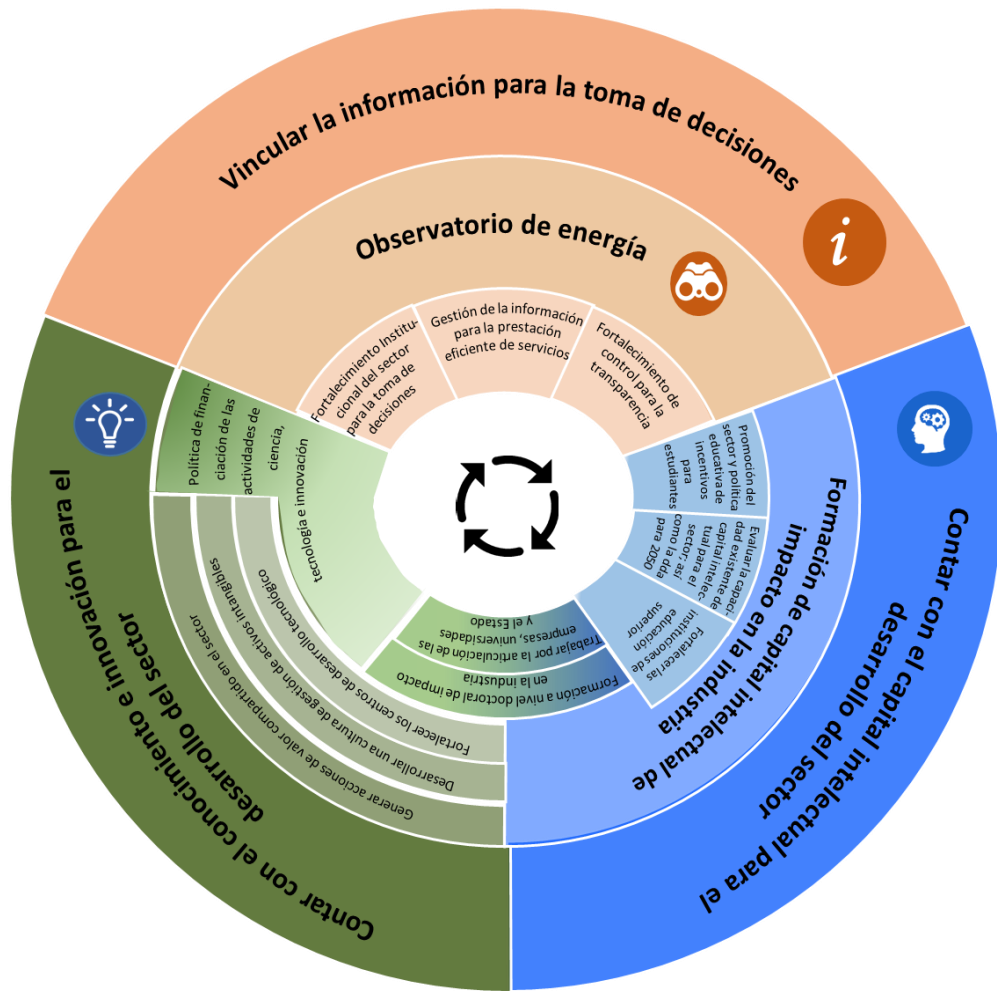 Vincular la información para la toma de decisiones
i
Observatorio de energía
Fortalecimiento Institu-
cional del sector
para la toma de
decisiones
Gestión de la información
para la prestación
eficiente de servicios
Fortalecimiento de
control para la
transparencia
Contar con el capital intelectual para el
desarrollo del sector
Formación de capital intelectual de
impacto en la industria
Promoción del
sector y política
educativa de
incentivos
para
estudiantes
Evaluar la capaci-
dad existente de
capital intelec-
tual para el
sector; así
como la dda
para 2050
Fortalecer las
instituciones de
educación
superior
Trabajar por la articulación de las
empresas, universidades
y el Estado
Formación a nivel doctoral de impacto
en la industria
Contar con el conocimiento e innovación para el
desarrollo del sector
Política de finan-
ciación de las
actividades de
ciencia,
tecnología e innovación
Fortalecer los centros de desarrollo tecnológico
Desarrollar una cultura de gestión de activos intangibles
Generar acciones de valor compartido en el sector